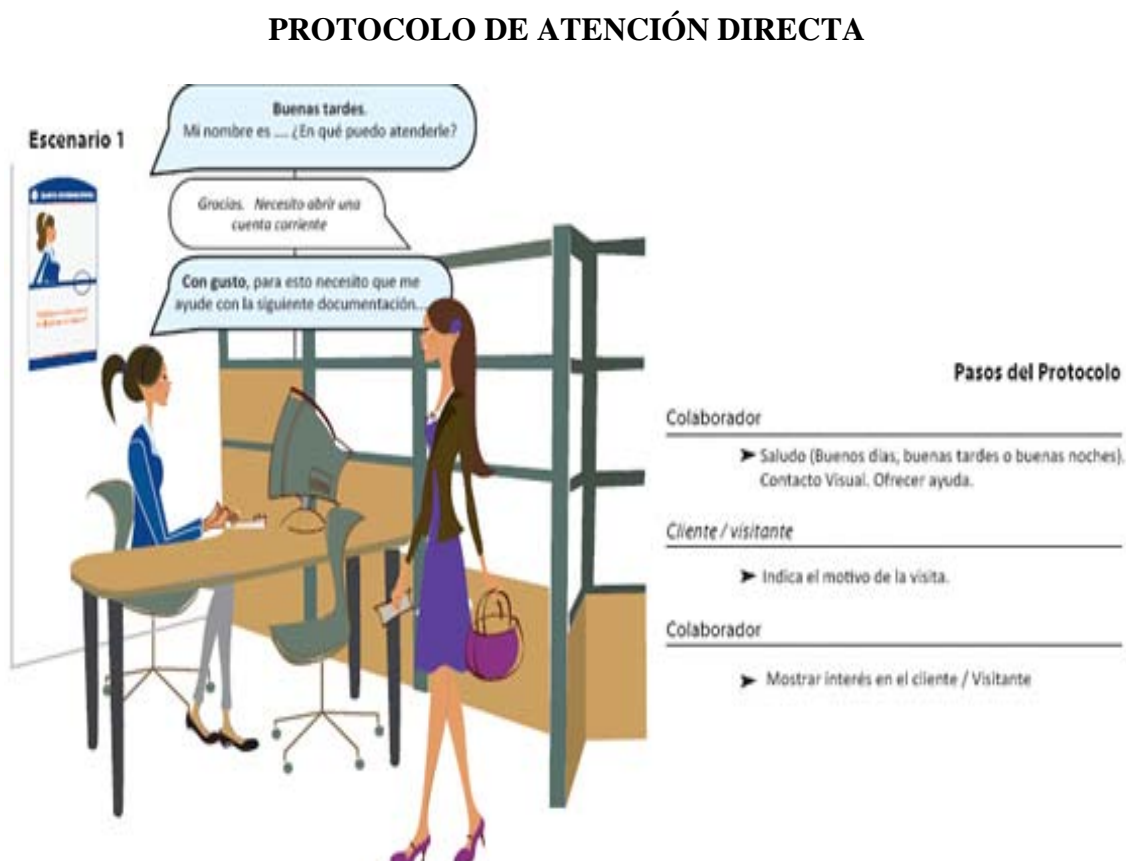 PROTOCOLO DE ATENCIÓN DIRECTA
Escenario 1
Buenas tardes.
Mi nombre es .... ¿En qué puedo atenderle?
Gracias. Necesito abrir una
cuenta corriente
Con gusto, para esto necesito que me
ayude con la siguiente documentación...
Pasos del Protocolo
Colaborador
➤ Saludo (Buenos días, buenas tardes o buenas noches).
Contacto Visual. Ofrecer ayuda.
Cliente / visitante
➤ Indica el motivo de la visita.
Colaborador
➤ Mostrar interés en el cliente / Visitante